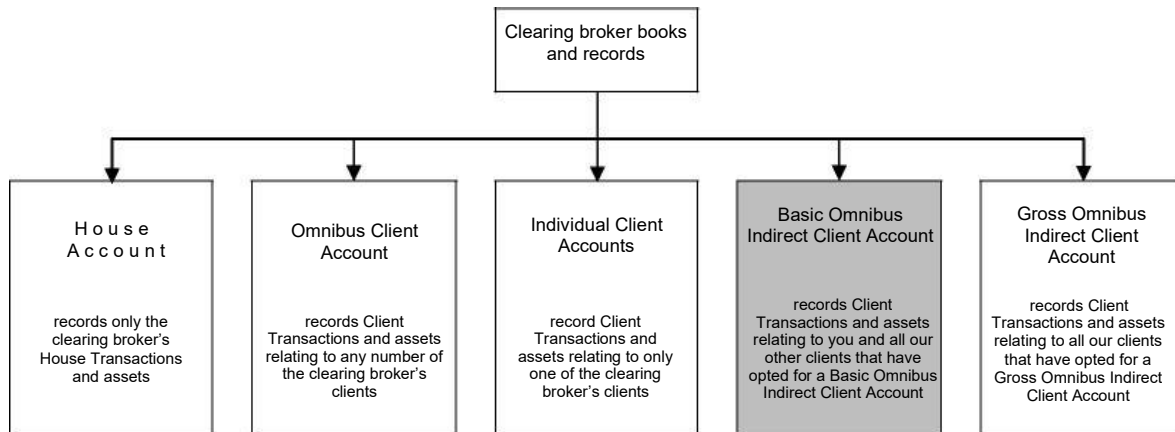 Clearing broker books
and records
H o u s e
A c c o u n t
records only the
clearing broker's
House Transactions
and assets
Omnibus Client
Account
records Client
Transactions and assets
relating to any number of
the clearing broker's
clients
Individual Client
Accounts
record Client
Transactions and
assets relating to only
one of the clearing
broker's clients
Basic Omnibus
Indirect Client Account
records Client
Transactions and assets
relating to you and all our
other clients that have
opted for a Basic Omnibus
Indirect Client Account
Gross Omnibus
Indirect Client
Account
records Client
Transactions and assets
relating to all our clients
that have opted for a
Gross Omnibus Indirect
Client Account